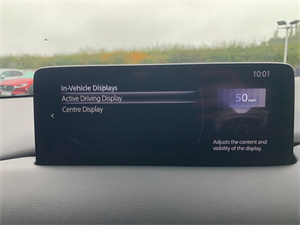 10:01
In-Vehicle Displays
Active Driving Display
Centre Display
50 mph
Adjusts the content and
visibility of the display.